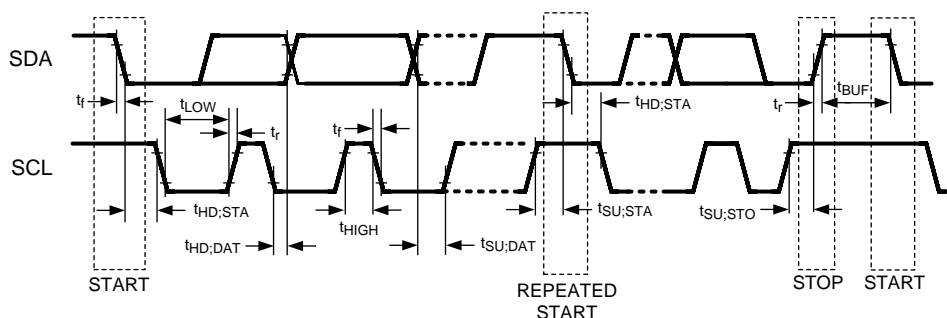 SDA
tf
tLOW
tr
tf
tHD;STA
tr
tBUF
SCL
tHD;STA
tHD;DAT
tHIGH
tSU;DAT
tSU;STA
tSU;STO
START
REPEATED
START
STOP
START